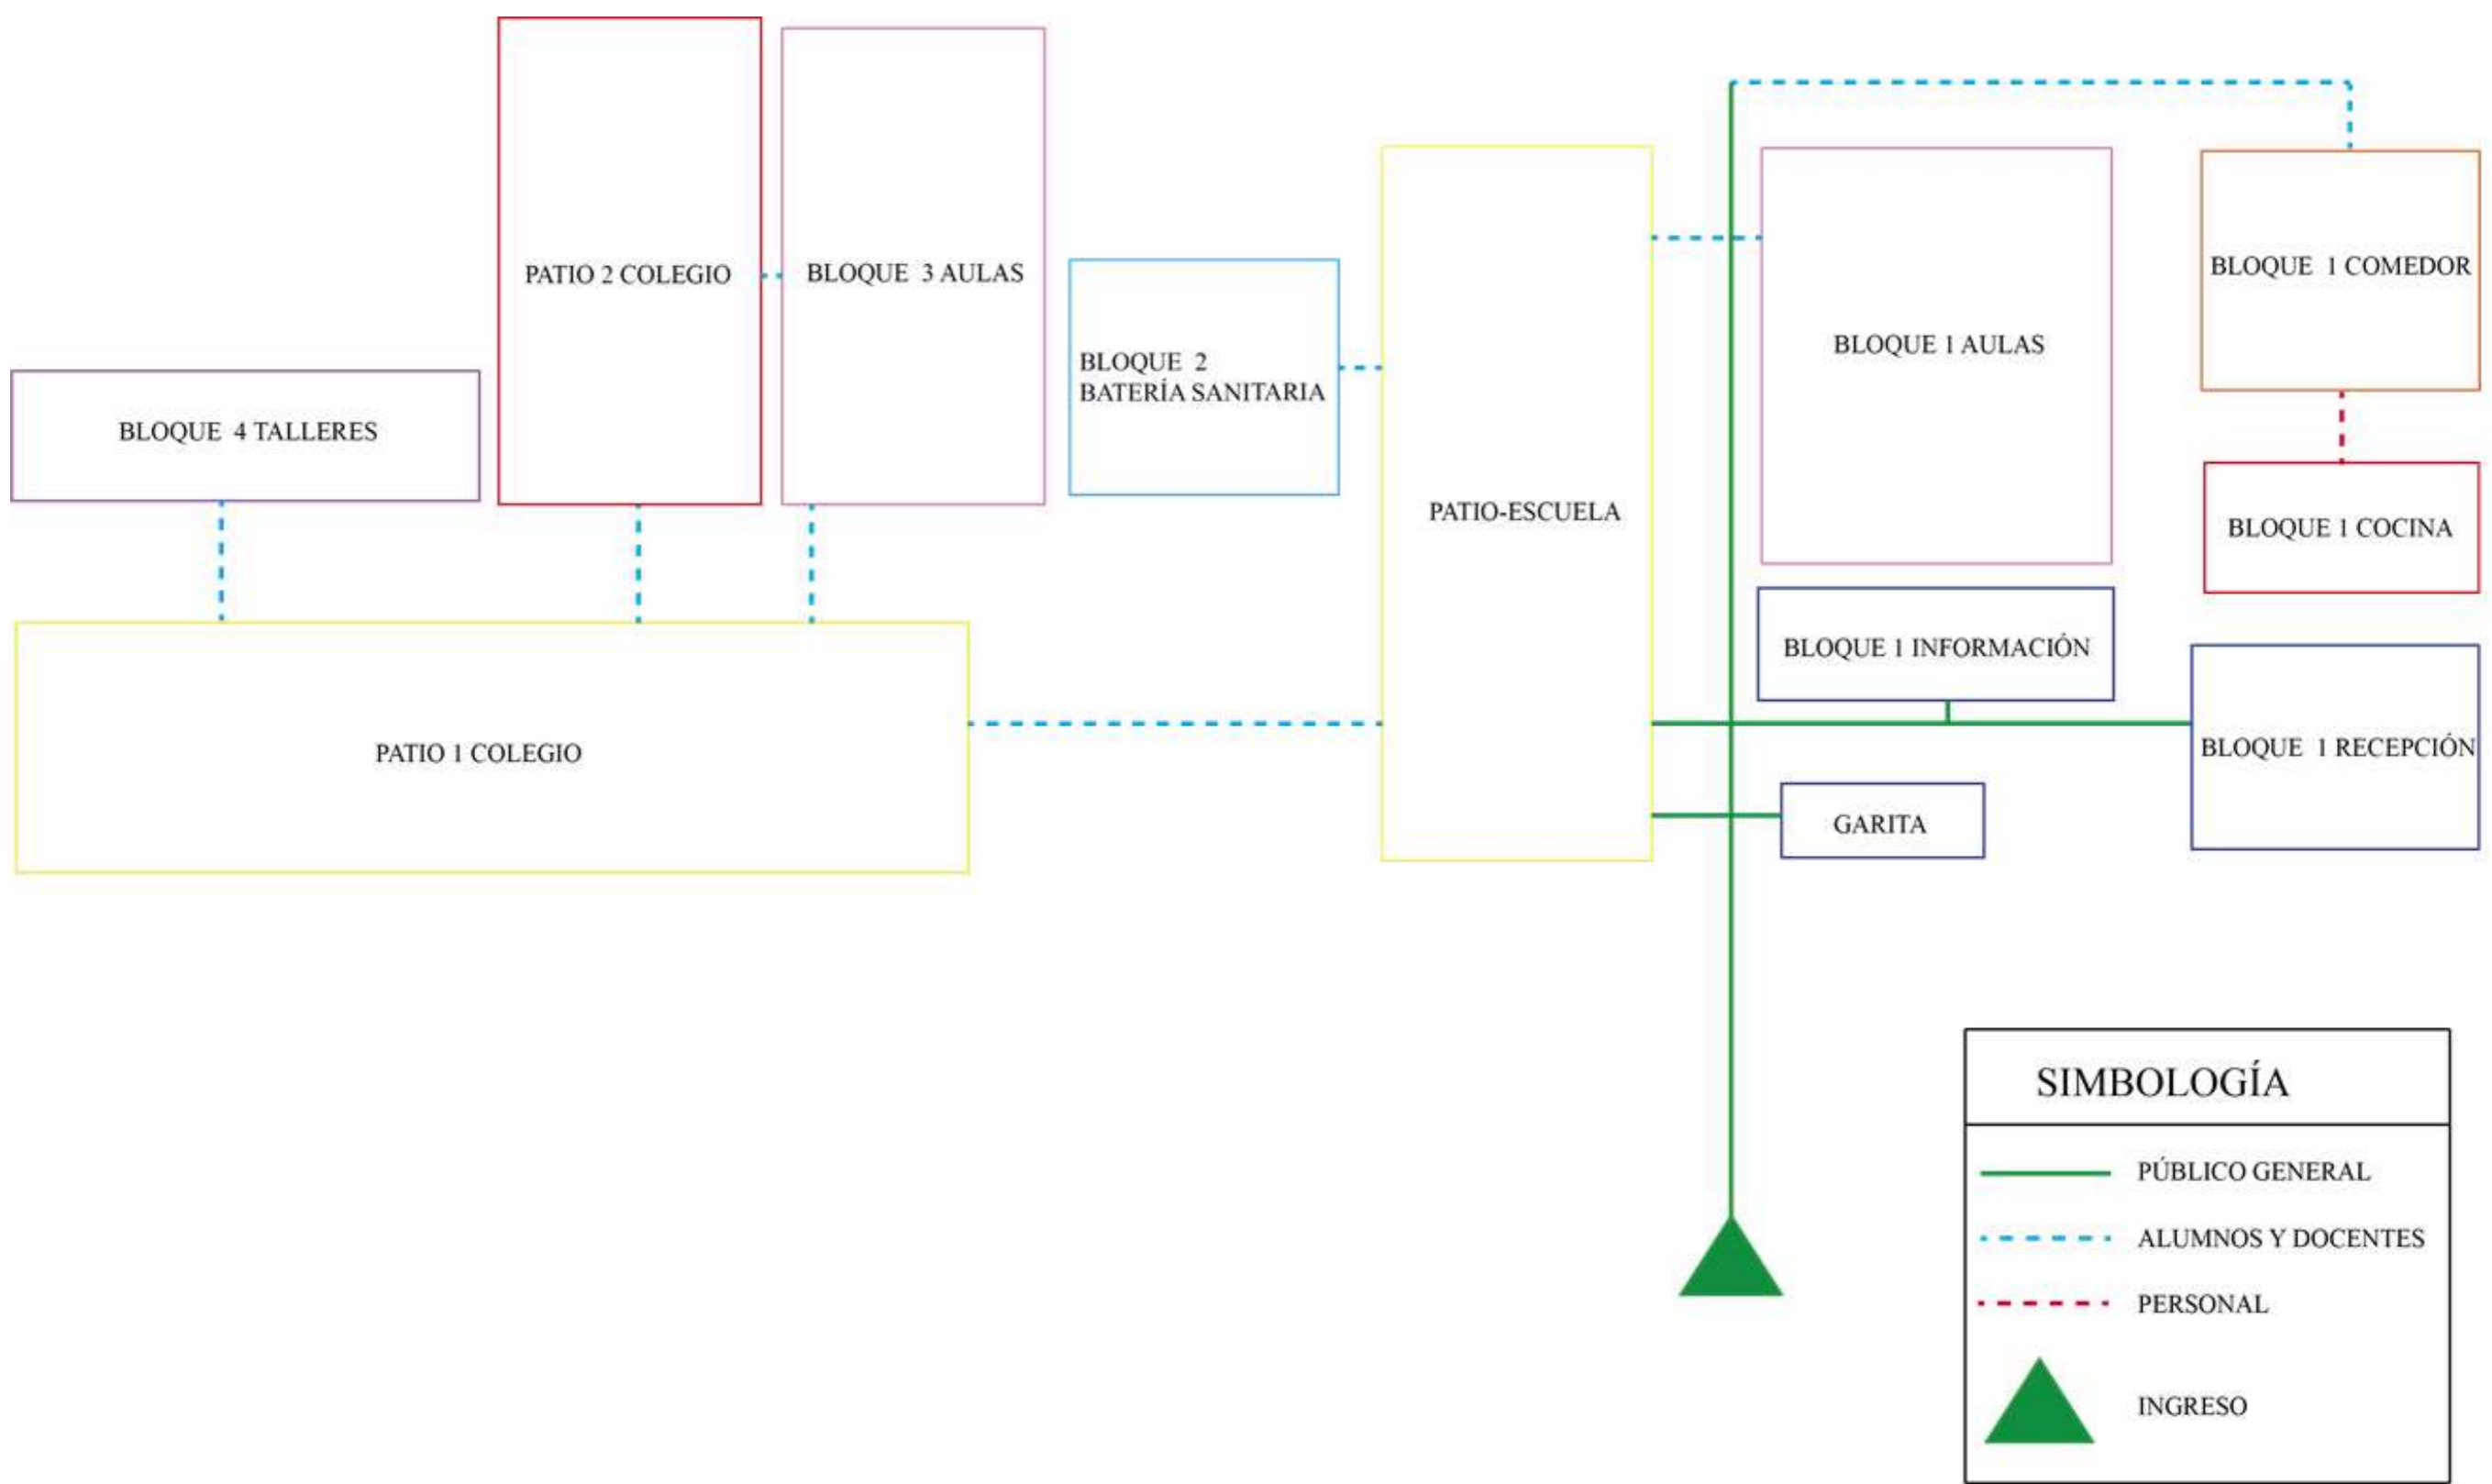 PATIO 2 COLEGIO
BLOQUE 3 AULAS
BLOQUE 1 COMEDOR
BLOQUE 1 AULAS
BLOQUE 2
BATERÍA SANITARIA
BLOQUE 4 TALLERES
PATIO-ESCUELA
BLOQUE 1 COCINA
BLOQUE 1 INFORMACIÓN
BLOQUE 1 RECEPCIÓN
PATIO 1 COLEGIO
GARITA
SIMBOLOGÍA
PÚBLICO GENERAL
ALUMNOS Y DOCENTES
PERSONAL
INGRESO